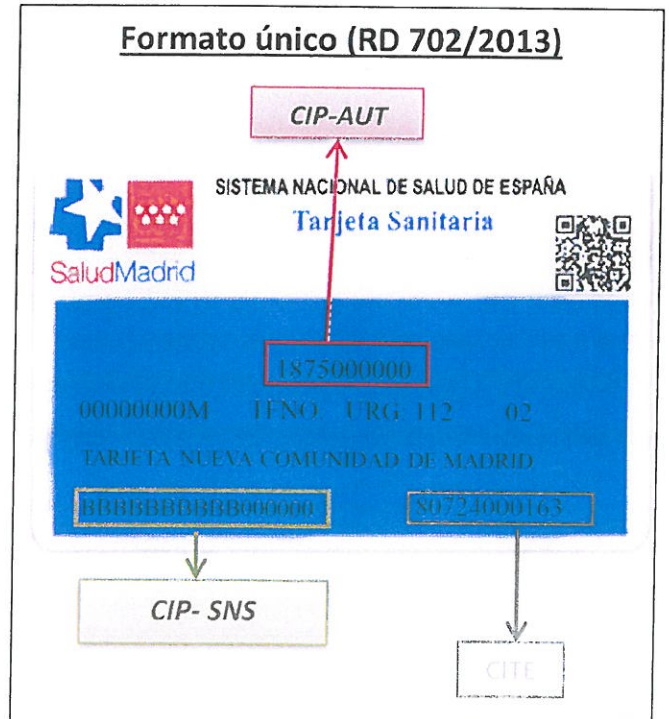 Formato único (RD 702/2013)
CIP-AUT
SISTEMA NACIONAL DE SALUD DE ESPAÑA
Tarjeta Sanitaria
SaludMadrid
1875000000
00000000M TFNO. URG 112 02
TARJETA NUEVA COMUNIDAD DE MADRID
BBBBBBBBBB000000 80724000163
CIP- SNS
CITE